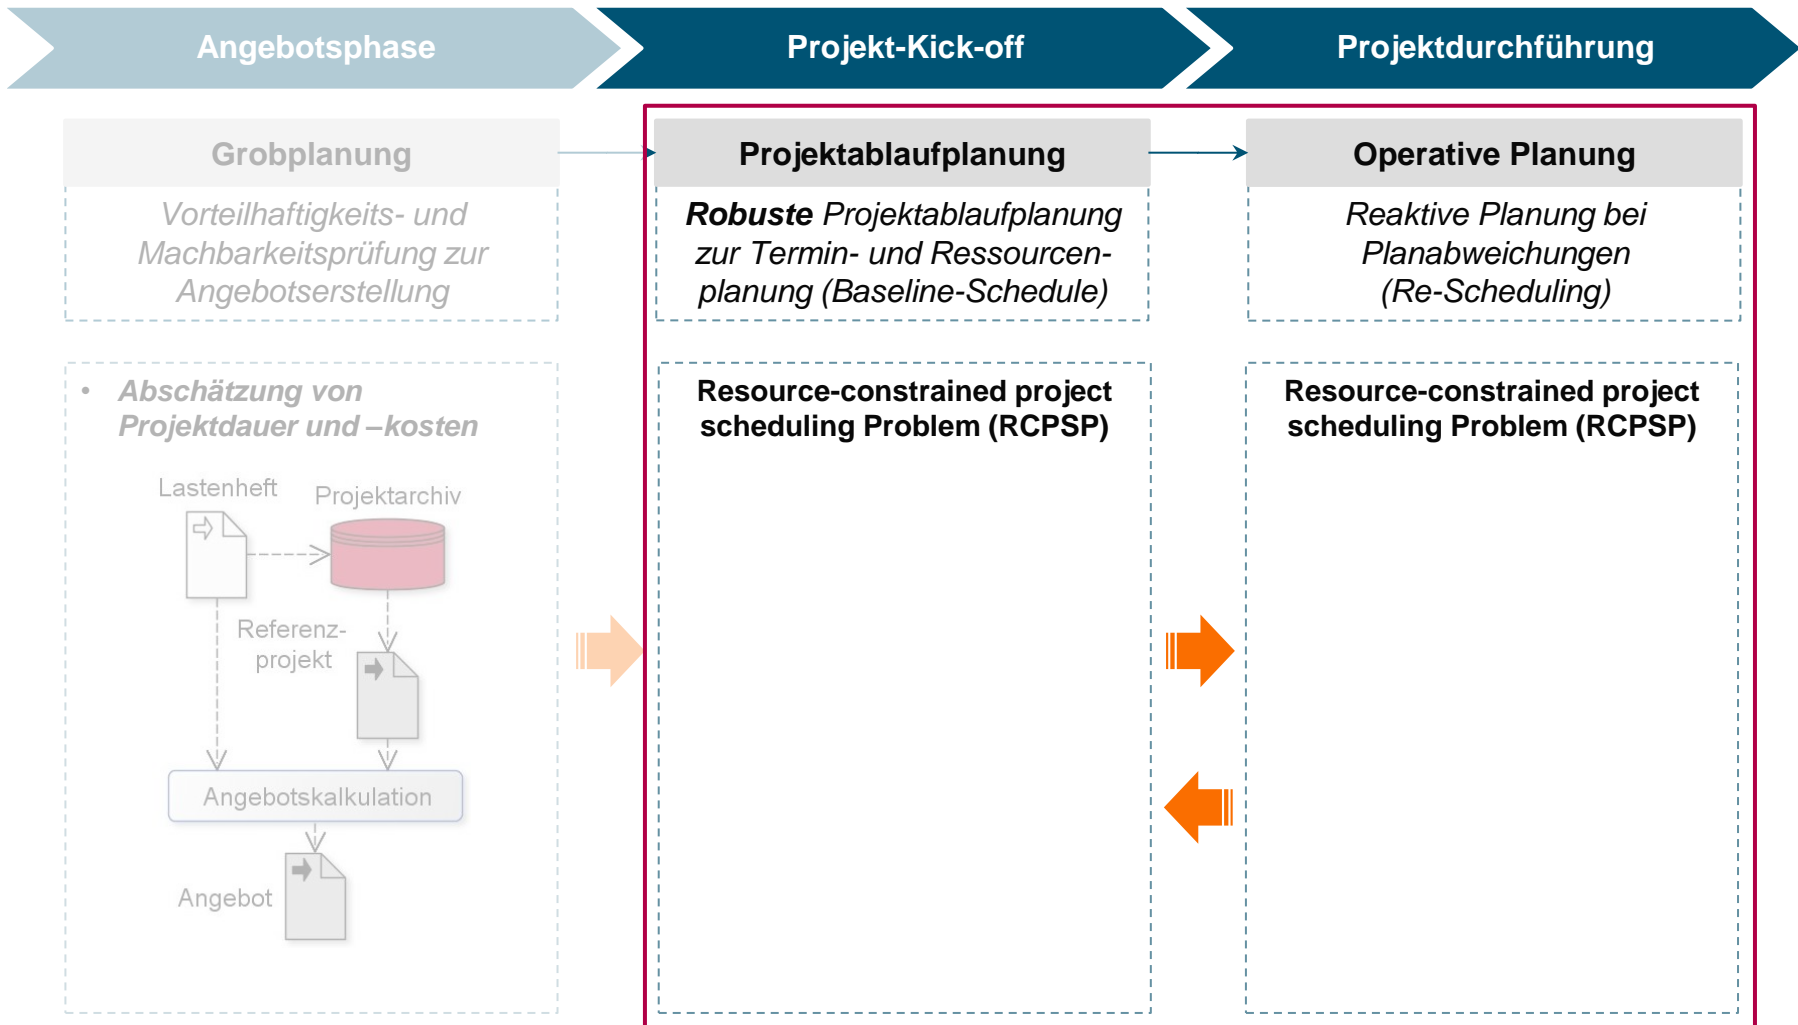 Angebotsphase
Projekt-Kick-off
Projektdurchführung
Grobplanung
Vorteilhaftigkeits- und
Machbarkeitsprüfung zur
Angebotserstellung
Projektablaufplanung
Robuste Projektablaufplanung
zur Termin- und Ressourcen-
planung (Baseline-Schedule)
Operative Planung
Reaktive Planung bei
Planabweichungen
(Re-Scheduling)
• Abschätzung von
Projektdauer und –kosten
Lastenheft
Projektarchiv
Referenz-
projekt
Angebotskalkulation
Angebot
Resource-constrained project
scheduling Problem (RCPSP)
Resource-constrained project
scheduling Problem (RCPSP)